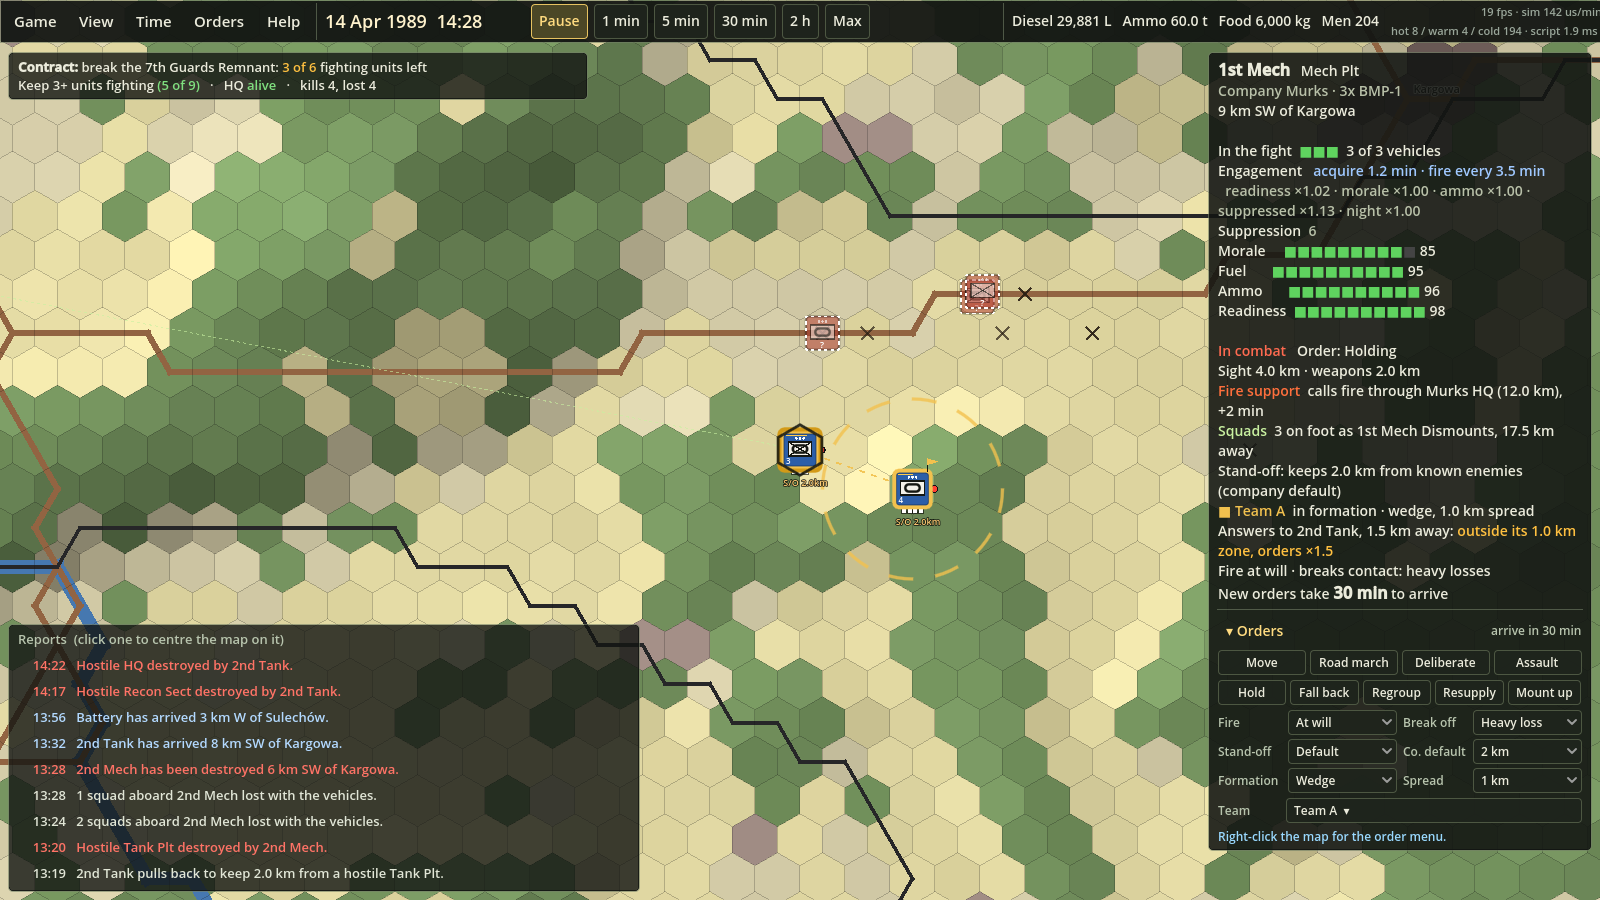 Game View Time Orders Help 14 Apr 1989 14:28 Pause 1 min 5 min 30 min 2 h Max Diesel 29,881 L Ammo 60.0 t Food 6,000 kg Men 204
19 fps · sim 142 us/min
hot 8 / warm 4 / cold 194 · script 1.9 ms
Contract: break the 7th Guards Remnant: 3 of 6 fighting units left
Keep 3+ units fighting (5 of 9) · HQ alive · kills 4, lost 4
?
?
3
S/O 2.0km
4
S/O 2.0km
Reports (click one to centre the map on it)
14:22 Hostile HQ destroyed by 2nd Tank.
14:17 Hostile Recon Sect destroyed by 2nd Tank.
13:56 Battery has arrived 3 km W of Sulechów.
13:32 2nd Tank has arrived 8 km SW of Kargowa.
13:28 2nd Mech has been destroyed 6 km SW of Kargowa.
13:28 1 squad aboard 2nd Mech lost with the vehicles.
13:24 2 squads aboard 2nd Mech lost with the vehicles.
13:20 Hostile Tank Plt destroyed by 2nd Mech.
13:19 2nd Tank pulls back to keep 2.0 km from a hostile Tank Plt.
1st Mech Mech Plt
Company Murks · 3x BMP-1
Kargowa
9 km SW of Kargowa
In the fight 3 of 3 vehicles
Engagement acquire 1.2 min · fire every 3.5 min
readiness ×1.02 · morale ×1.00 · ammo ×1.00 ·
suppressed ×1.13 · night ×1.00
Suppression 6
Morale 85
Fuel 95
Ammo 96
Readiness 98
In combat Order: Holding
Sight 4.0 km · weapons 2.0 km
Fire support calls fire through Murks HQ (12.0 km),
+2 min
Squads 3 on foot as 1st Mech Dismounts, 17.5 km
away
Stand-off: keeps 2.0 km from known enemies
(company default)
Team A in formation · wedge, 1.0 km spread
Answers to 2nd Tank, 1.5 km away: outside its 1.0 km
zone, orders ×1.5
Fire at will · breaks contact: heavy losses
New orders take 30 min to arrive
▾ Orders arrive in 30 min
Move Road march Deliberate Assault
Hold Fall back Regroup Resupply Mount up
Fire At will Break off Heavy loss
Stand-off Default Co. default 2 km
Formation Wedge Spread 1 km
Team Team A ▾
Right-click the map for the order menu.